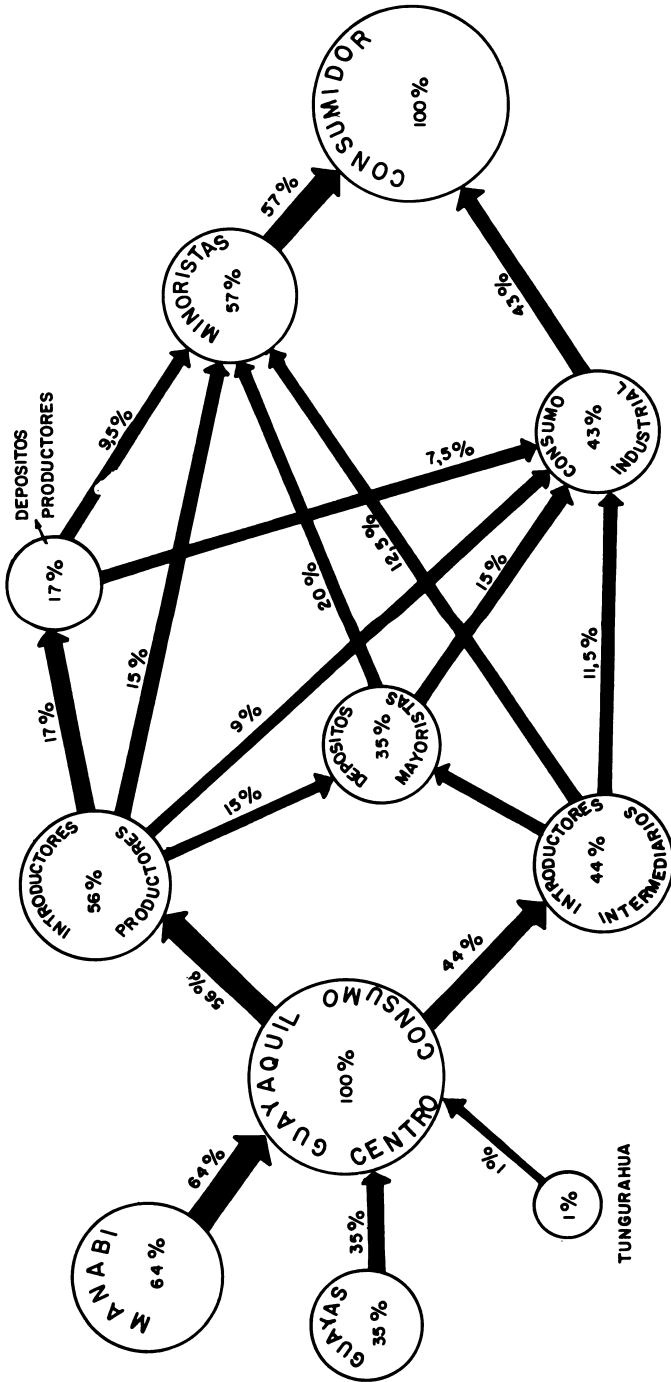 MANABI
64%
64%
GUAYAS
35%
35%
1%
TUNGURAHUA
1%
GUAYAQUIL
CENTRO CONSUMO
100%
56%
44%
INTRODUCTORES
PRODUCTORES
56%
INTRODUCTORES
INTERMEDIARIOS
44%
17%
15%
9%
15%
DEPOSITOS
PRODUCTORES
17%
DEPOSITOS
MAYORISTAS
35%
9,5%
7,5%
20%
15%
12,5%
11,5%
MINORISTAS
57%
CONSUMO
INDUSTRIAL
43%
57%
43%
CONSUMIDOR
100%